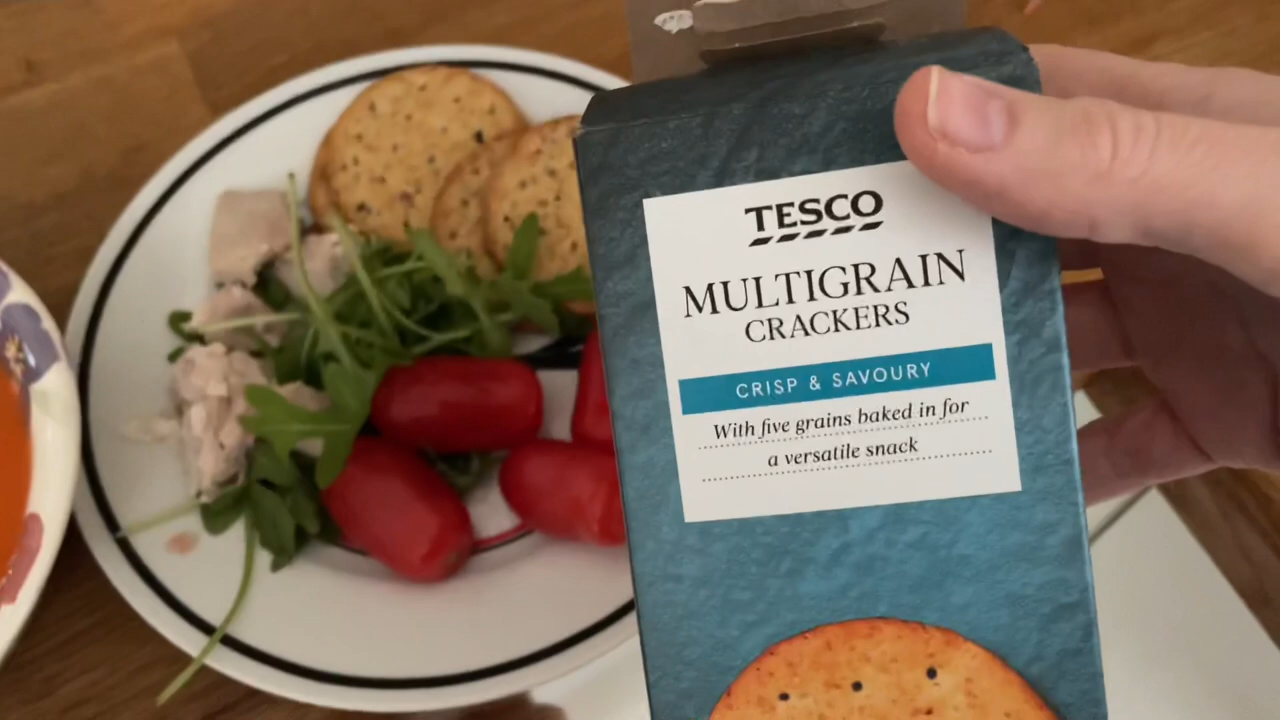 TESCO
MULTIGRAIN
CRACKERS
CRISP & SAVOURY
With five grains baked in for
a versatile snack